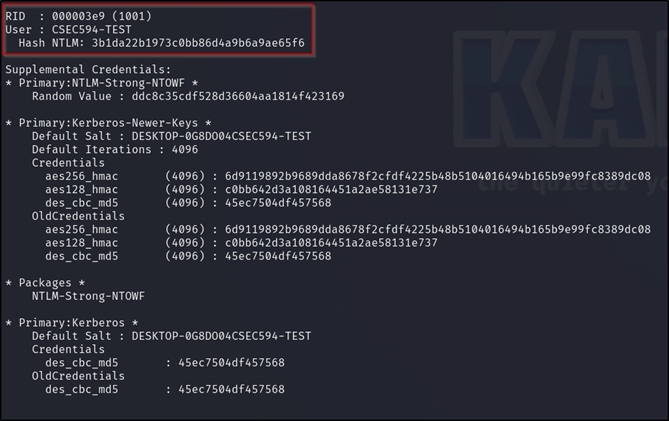 RID  : 000003e9 (1001)
User : CSEC594-TEST
  Hash NTLM: 3b1da22b1973c0bb86d4a9b6a9ae65f6
Supplemental Credentials:
* Primary:NTLM-Strong-NTOWF *
    Random Value : ddc8c35cdf528d36604aa1814f423169
* Primary:Kerberos-Newer-Keys *
    Default Salt : DESKTOP-0G8DO04CSEC594-TEST
    Default Iterations : 4096
    Credentials
      aes256_hmac       (4096) : 6d9119892b9689dda8678f2cfdf4225b48b5104016494b165b9e99fc8389dc08
      aes128_hmac       (4096) : c0bb642d3a108164451a2ae58131e737
      des_cbc_md5       (4096) : 45ec7504df457568
    OldCredentials
      aes256_hmac       (4096) : 6d9119892b9689dda8678f2cfdf4225b48b5104016494b165b9e99fc8389dc08
      aes128_hmac       (4096) : c0bb642d3a108164451a2ae58131e737
      des_cbc_md5       (4096) : 45ec7504df457568
* Packages *
    NTLM-Strong-NTOWF
* Primary:Kerberos *
    Default Salt : DESKTOP-0G8DO04CSEC594-TEST
    Credentials
      des_cbc_md5       : 45ec7504df457568
    OldCredentials
      des_cbc_md5       : 45ec7504df457568
KA
the quieter yo